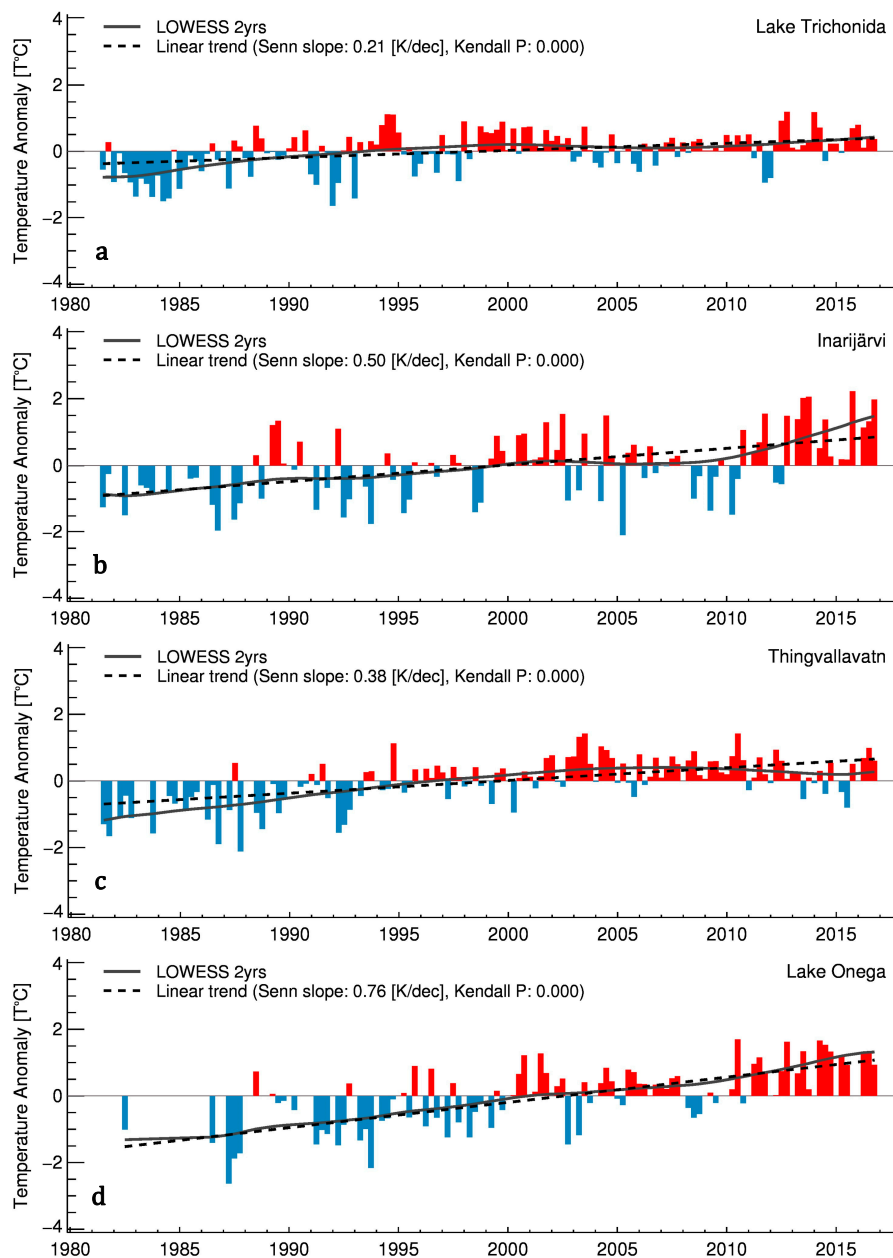 4
LOWESS 2yrs
Lake Trichonida
Linear trend (Senn slope: 0.21 [K/dec], Kendall P: 0.000)
2
0
−2
−4
Temperature Anomaly [T°C]
a
1980 1985 1990 1995 2000 2005 2010 2015
4
LOWESS 2yrs
Inarijärvi
Linear trend (Senn slope: 0.50 [K/dec], Kendall P: 0.000)
2
0
−2
−4
Temperature Anomaly [T°C]
b
1980 1985 1990 1995 2000 2005 2010 2015
4
LOWESS 2yrs
Thingvallavatn
Linear trend (Senn slope: 0.38 [K/dec], Kendall P: 0.000)
2
0
−2
−4
Temperature Anomaly [T°C]
c
1980 1985 1990 1995 2000 2005 2010 2015
4
LOWESS 2yrs
Lake Onega
Linear trend (Senn slope: 0.76 [K/dec], Kendall P: 0.000)
2
0
−2
−4
Temperature Anomaly [T°C]
d
1980 1985 1990 1995 2000 2005 2010 2015